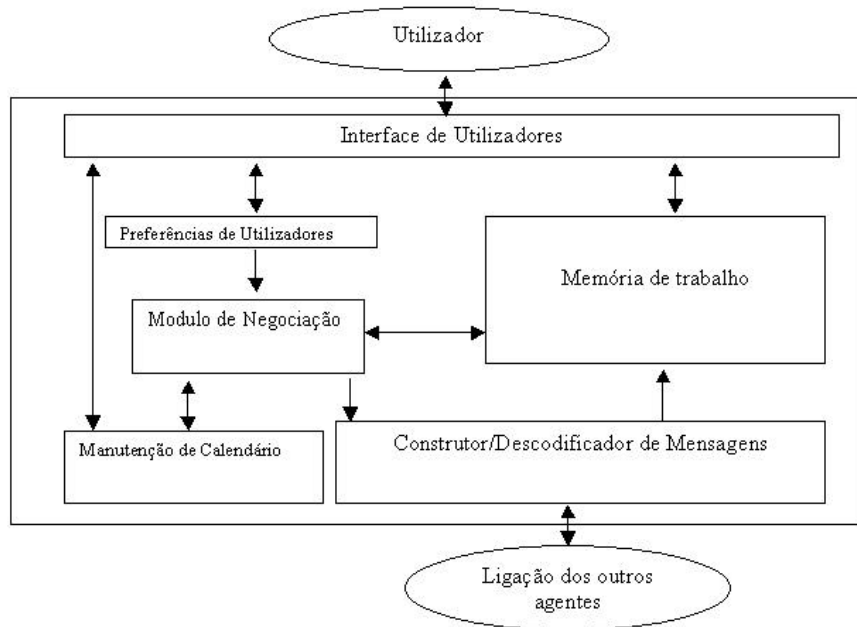 Utilizador
Interface de Utilizadores
Preferências de Utilizadores
Memória de trabalho
Modulo de Negociação
Manutenção de Calendário
Construtor/Descodificador de Mensagens
Ligação dos outros
agentes